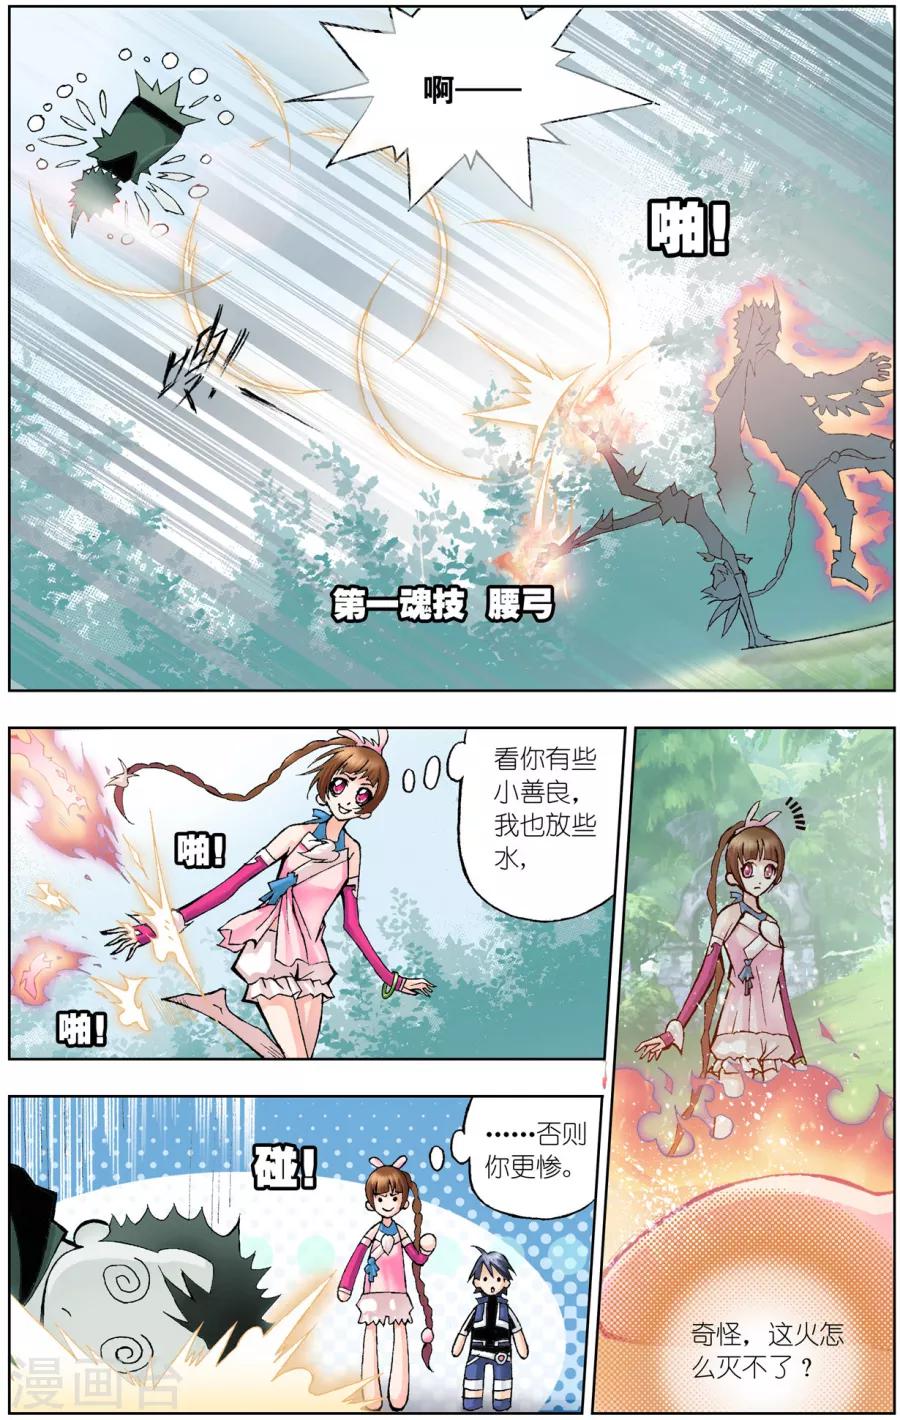 啊——
啪！
嗖
第一魂技 腰弓
看你有些
小善良，
我也放些
水，
啪！
啪！
……否则
你更惨。
碰！
奇怪，这火怎
么灭不了？
漫画台